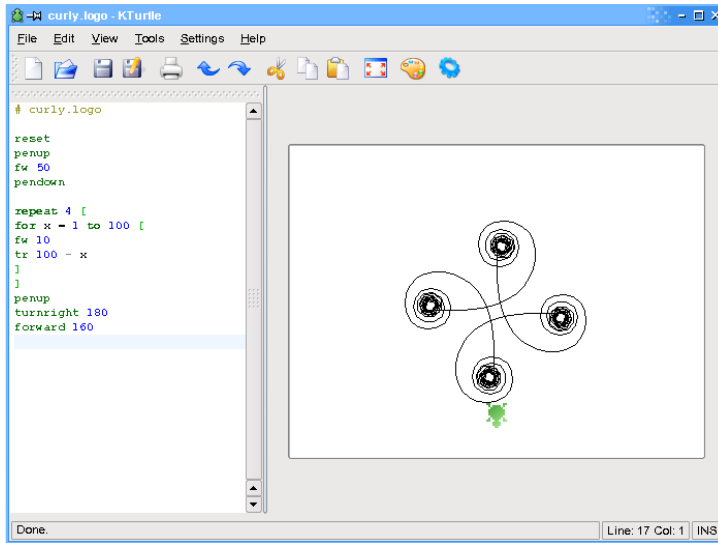 curly.logo - KTurtle
File Edit View Tools Settings Help
# curly.logo
reset
penup
fw 50
pendown
repeat 4 [
for x = 1 to 100 [
fw 10
tr 100 - x
]
]
penup
turnright 180
forward 160
Done.
Line: 17 Col: 1 INS